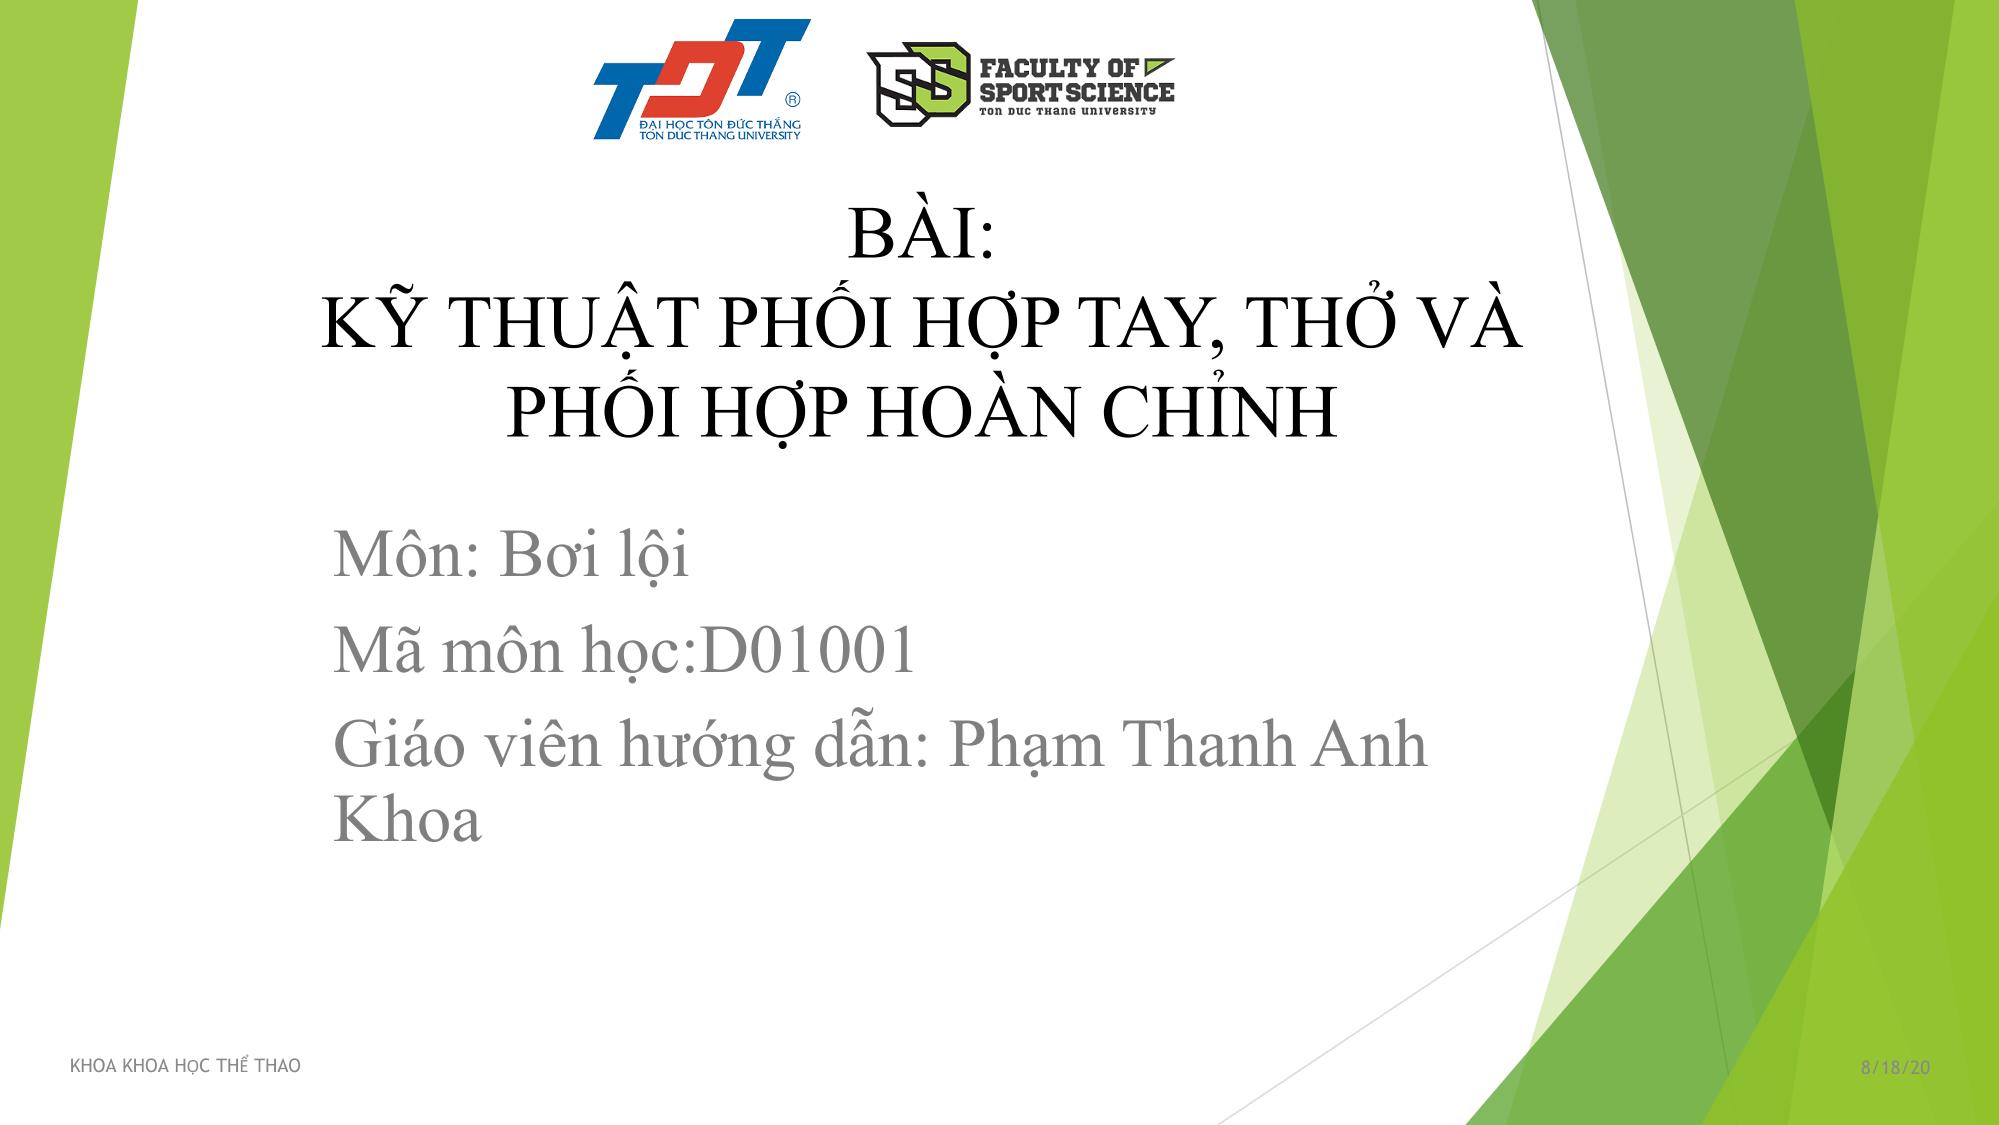 TDT ®
ĐẠI HỌC TÔN ĐỨC THẮNG
TON DUC THANG UNIVERSITY
SS
FACULTY OF
SPORT SCIENCE
TON DUC THANG UNIVERSITY
BÀI:
KỸ THUẬT PHỐI HỢP TAY, THỞ VÀ
PHỐI HỢP HOÀN CHỈNH
Môn: Bơi lội
Mã môn học:D01001
Giáo viên hướng dẫn: Phạm Thanh Anh
Khoa
KHOA KHOA HỌC THỂ THAO
8/18/20